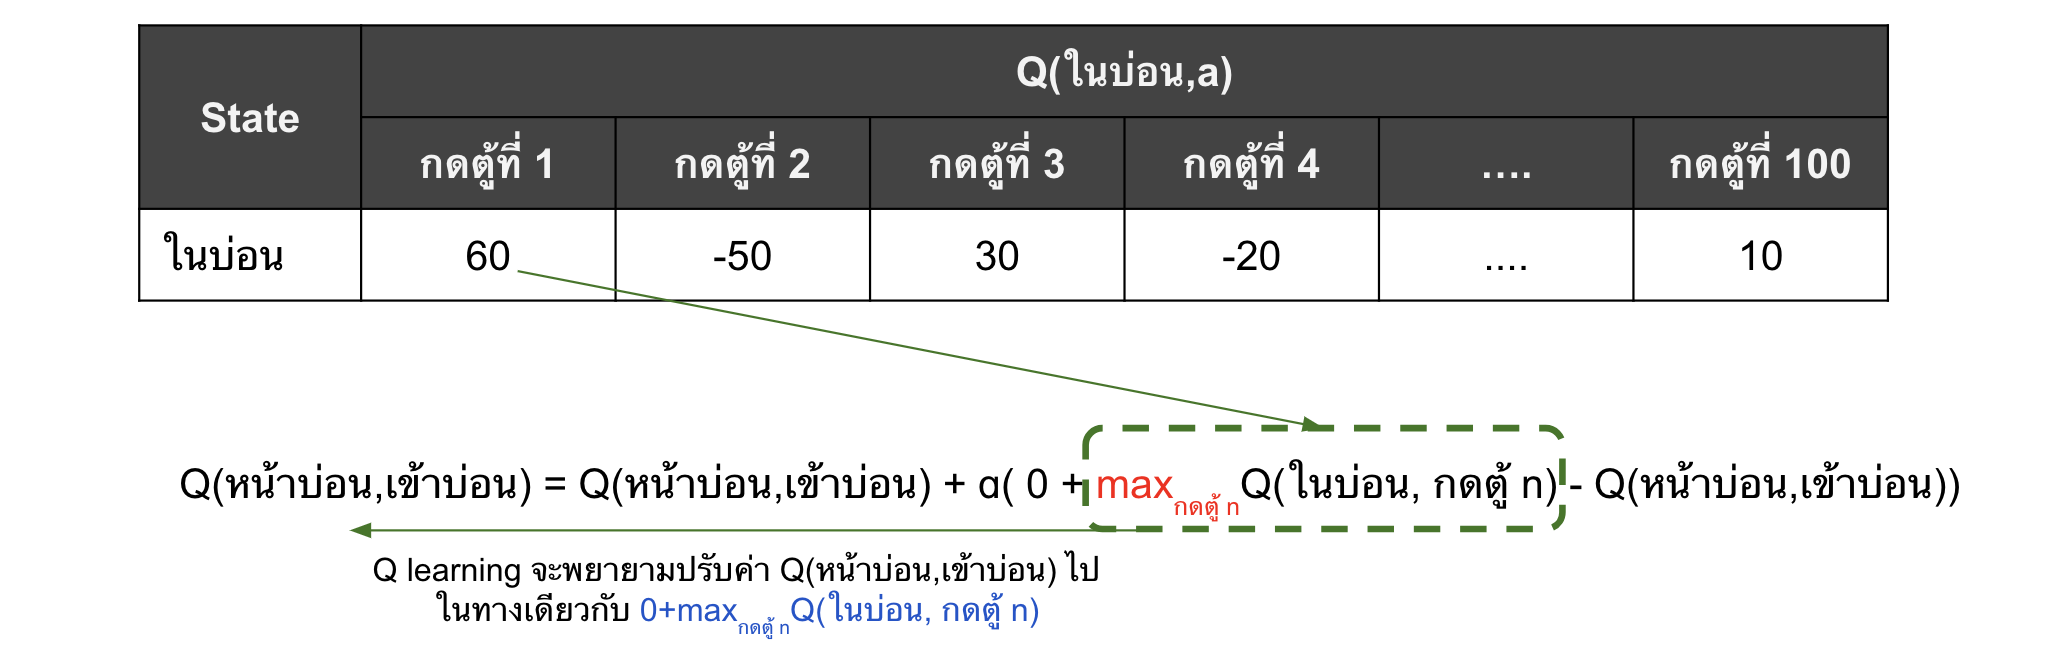 State
Q(ในบ่อน,a)
กดตู้ที่ 1 กดตู้ที่ 2 กดตู้ที่ 3 กดตู้ที่ 4 .... กดตู้ที่ 100
ในบ่อน 60 -50 30 -20 .... 10
Q(หน้าบ่อน,เข้าบ่อน) = Q(หน้าบ่อน,เข้าบ่อน) + α( 0 + max กดตู้ n Q(ในบ่อน, กดตู้ n) - Q(หน้าบ่อน,เข้าบ่อน))
Q learning จะพยายามปรับค่า Q(หน้าบ่อน,เข้าบ่อน) ไป
ในทางเดียวกับ 0+max กดตู้ n Q(ในบ่อน, กดตู้ n)